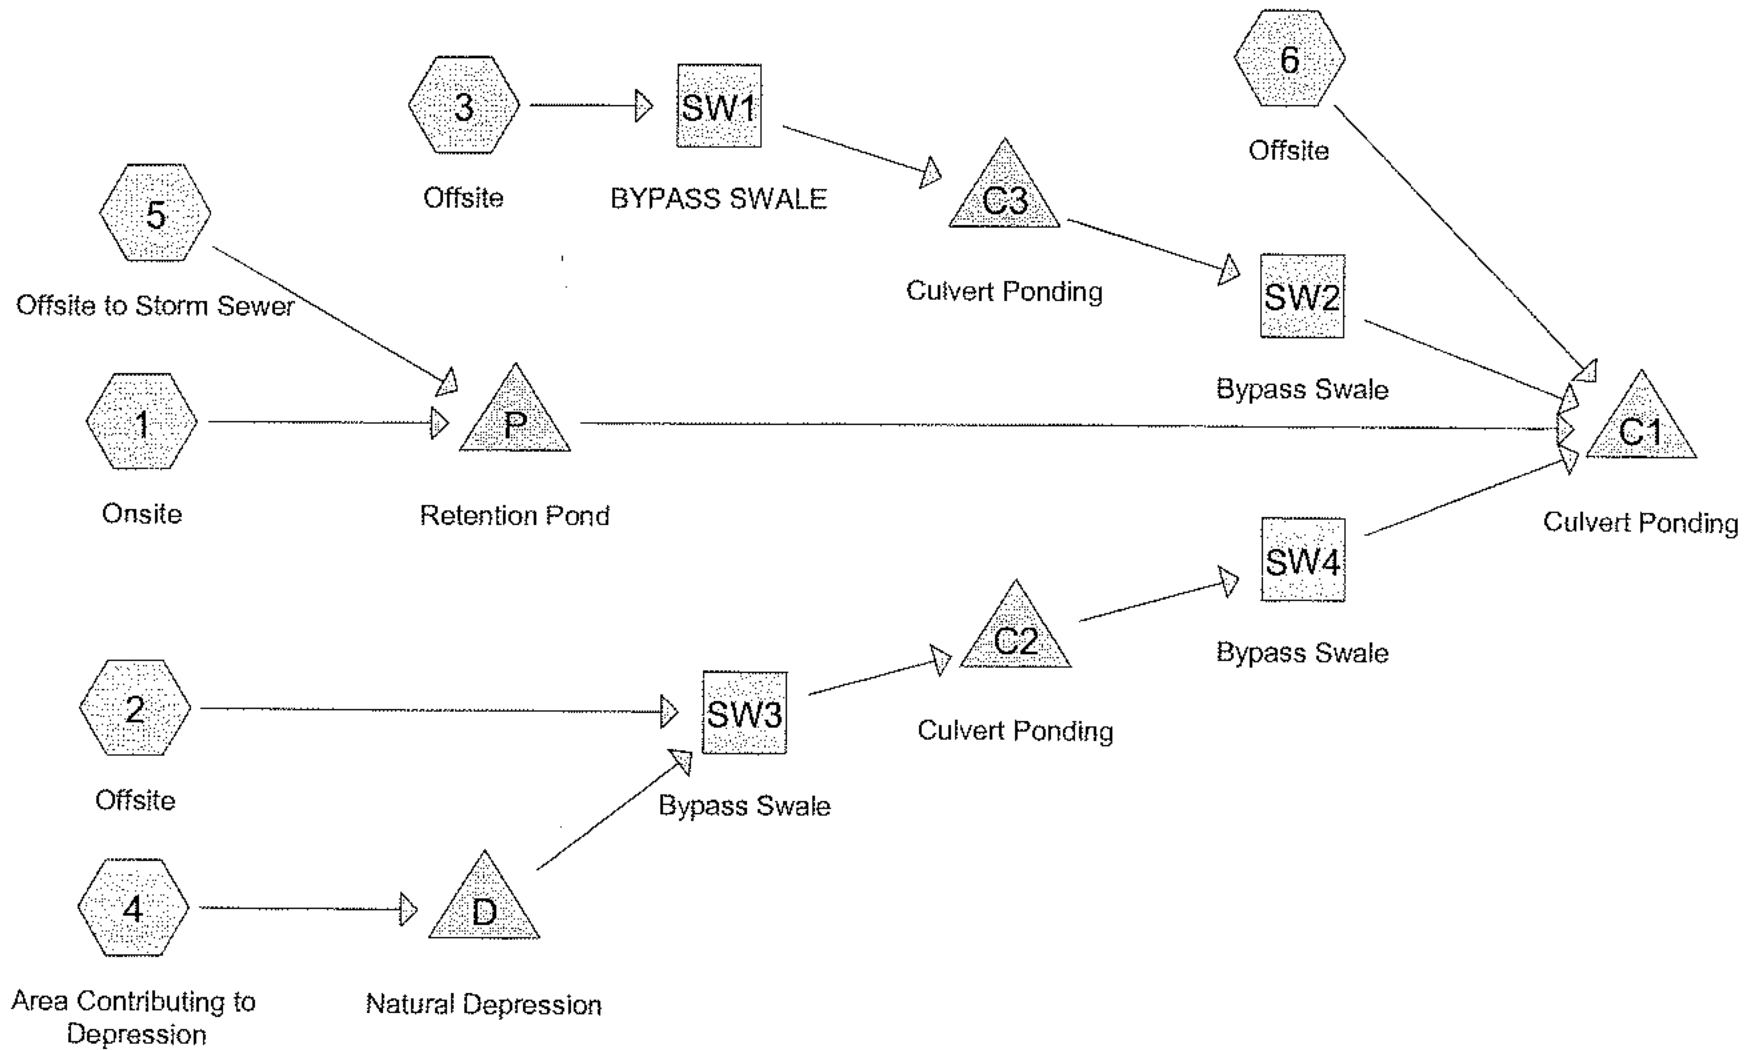 6
Offsite
3
Offsite
SW1
BYPASS SWALE
C3
Culvert Ponding
5
Offsite to Storm Sewer
SW2
Bypass Swale
1
Onsite
P
Retention Pond
C1
Culvert Ponding
SW4
Bypass Swale
C2
Culvert Ponding
2
Offsite
SW3
Bypass Swale
4
Area Contributing to
Depression
D
Natural Depression